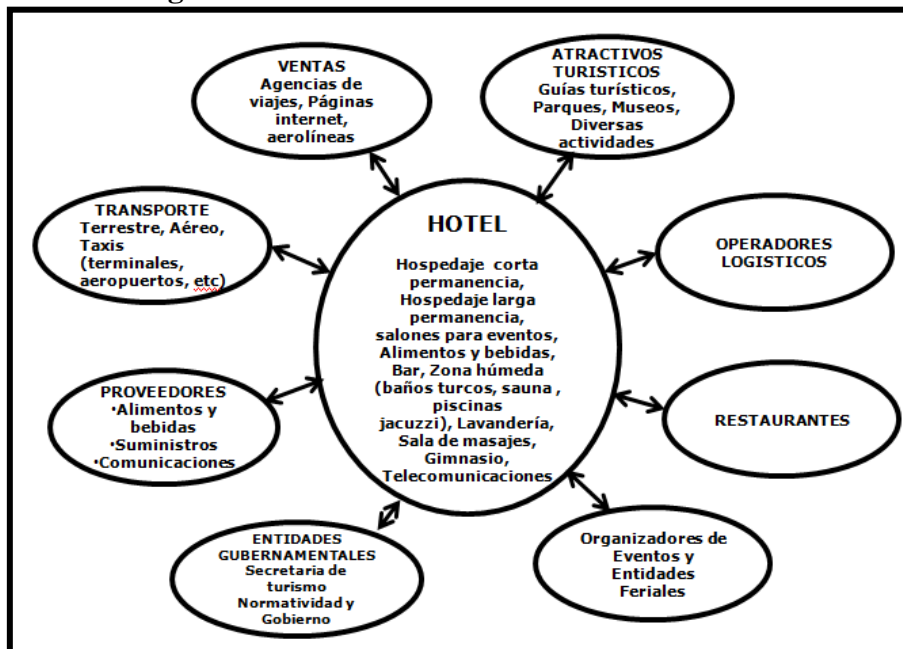 VENTAS
Agencias de
viajes, Páginas
internet,
aerolíneas
ATRACTIVOS
TURISTICOS
Guías turísticos,
Parques, Museos,
Diversas
actividades
TRANSPORTE
Terrestre, Aéreo,
Taxis
(terminales,
aeropuertos, etc)
HOTEL
Hospedaje corta
permanencia,
Hospedaje larga
permanencia,
salones para eventos,
Alimentos y bebidas,
Bar, Zona húmeda
(baños turcos, sauna ,
piscinas
jacuzzi), Lavandería,
Sala de masajes,
Gimnasio,
Telecomunicaciones
OPERADORES
LOGISTICOS
PROVEEDORES
•Alimentos y
bebidas
•Suministros
•Comunicaciones
RESTAURANTES
ENTIDADES
GUBERNAMENTALES
Secretaria de
turismo
Normatividad y
Gobierno
Organizadores de
Eventos y
Entidades
Feriales